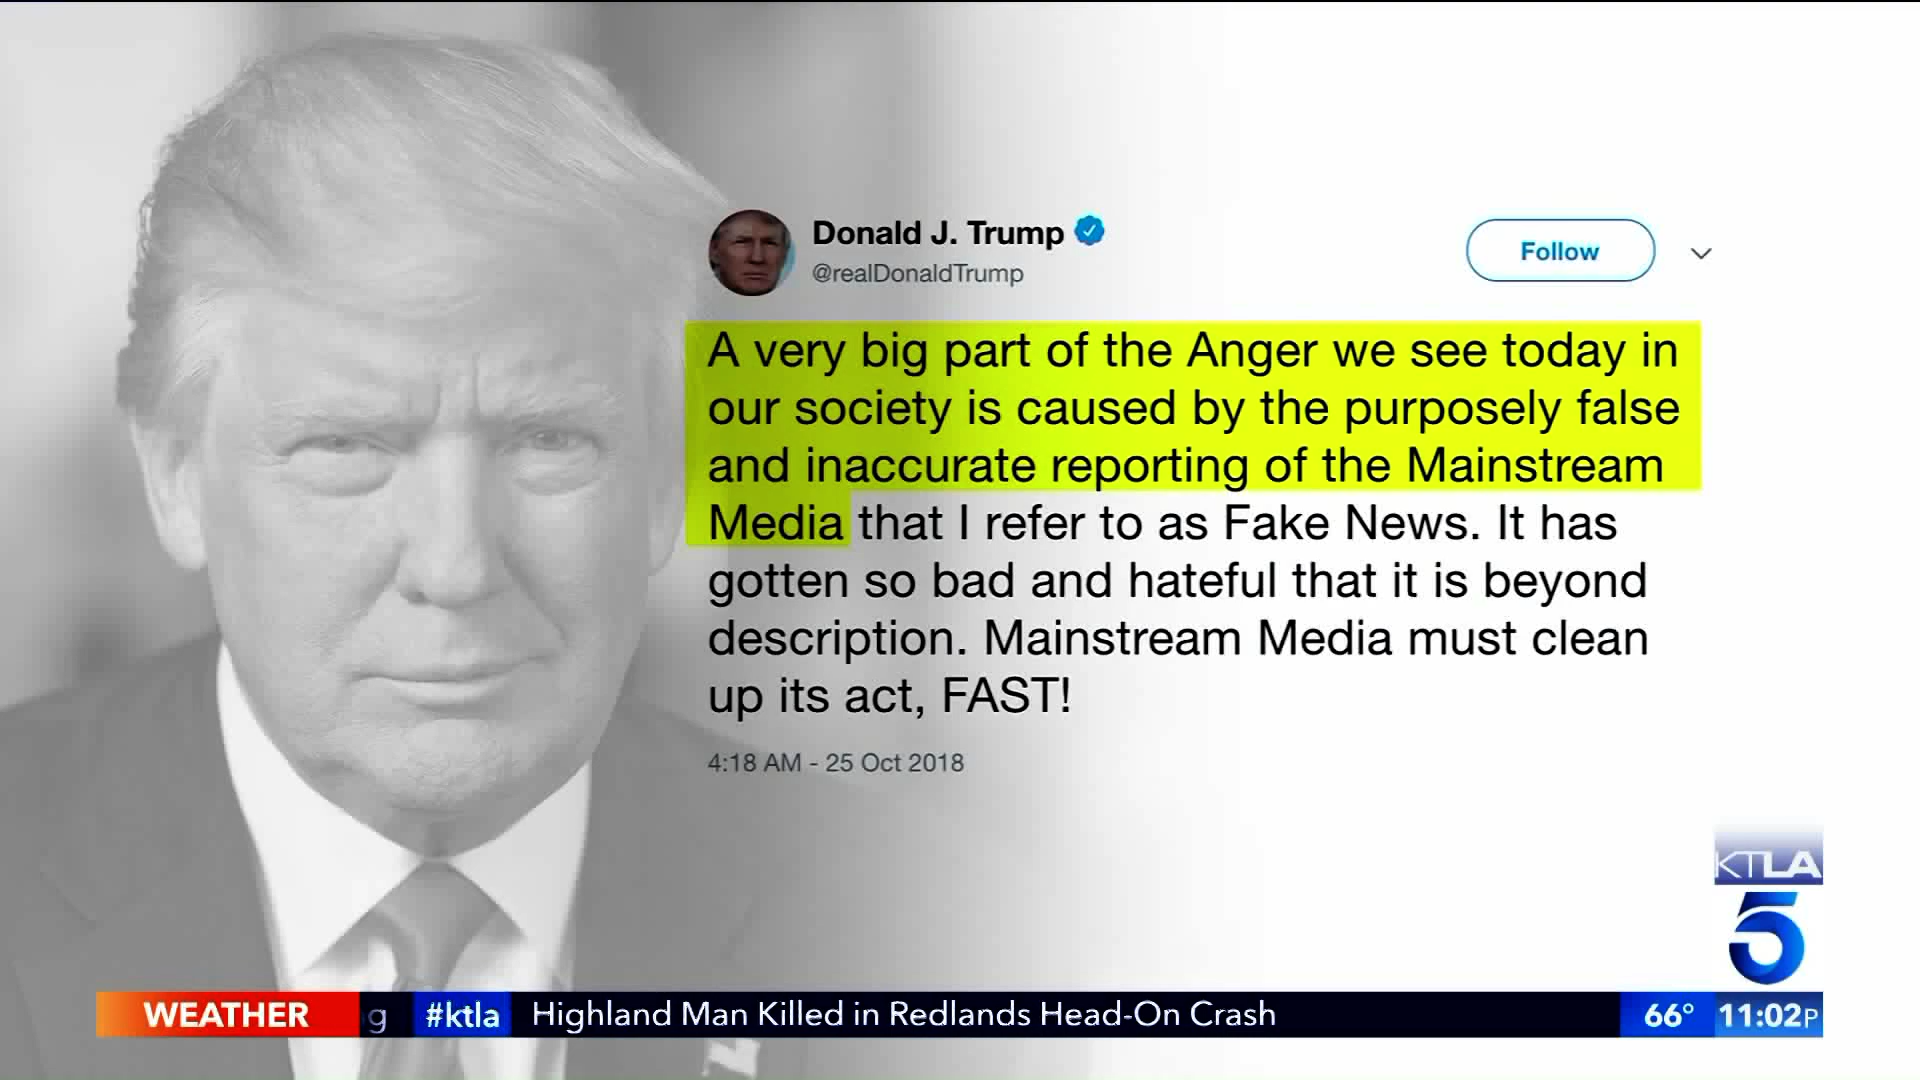 Donald J. Trump
@realDonaldTrump
Follow
A very big part of the Anger we see today in
our society is caused by the purposely false
and inaccurate reporting of the Mainstream
Media that I refer to as Fake News. It has
gotten so bad and hateful that it is beyond
description. Mainstream Media must clean
up its act, FAST!
4:18 AM - 25 Oct 2018
KTLA
5
WEATHER
g
#ktla
Highland Man Killed in Redlands Head-On Crash
66°
11:02P